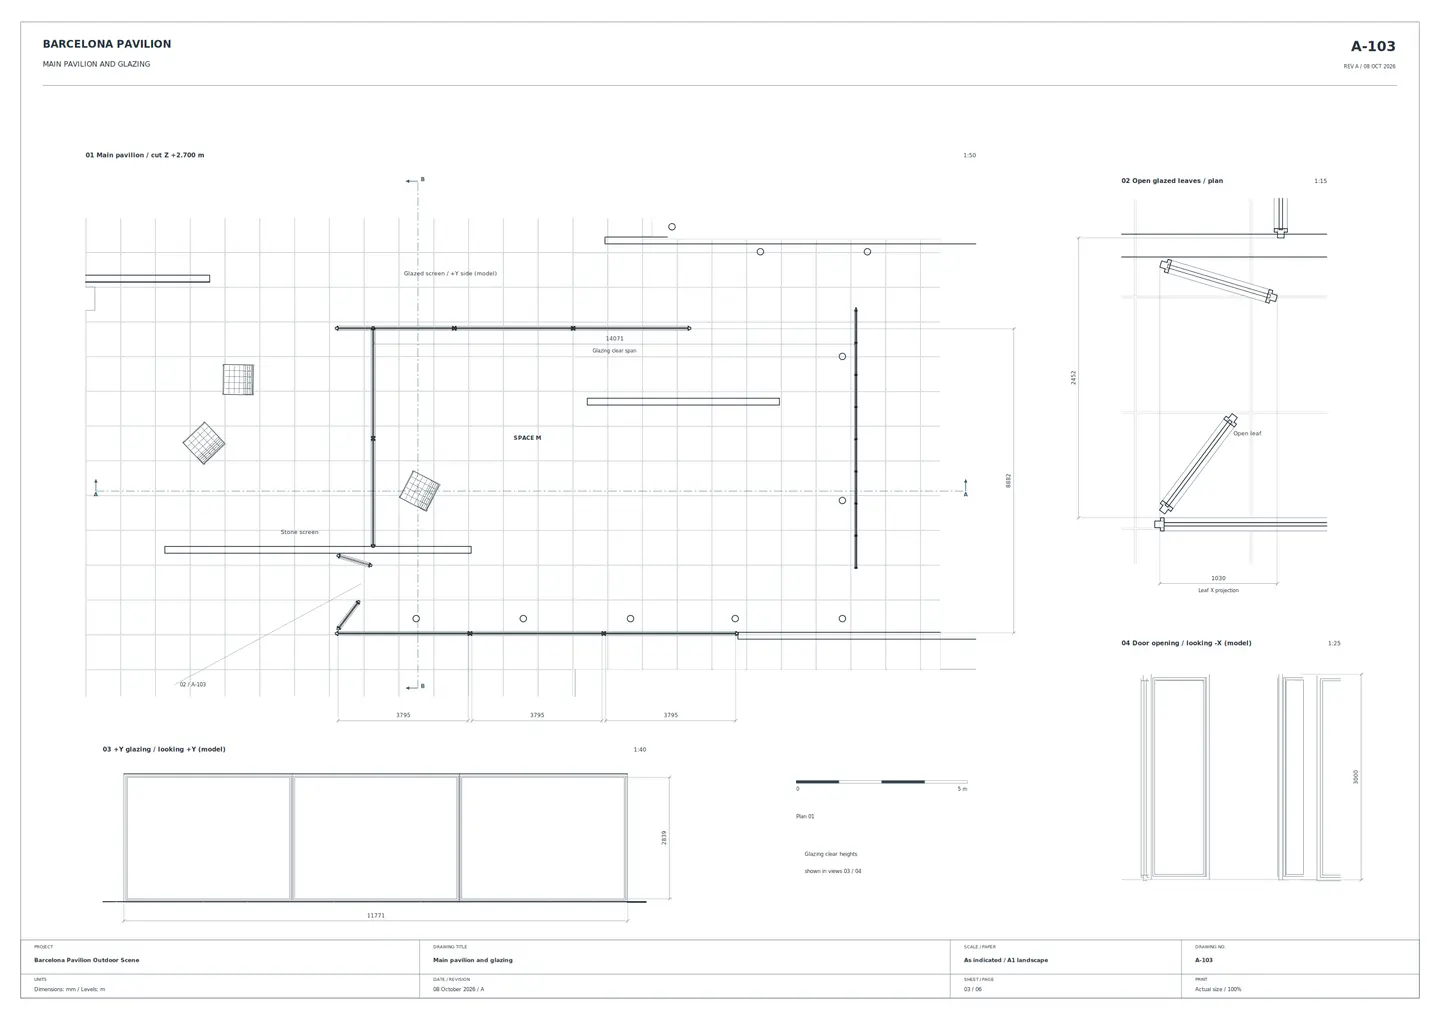 BARCELONA PAVILION
A-103
MAIN PAVILION AND GLAZING
REV A / 08 OCT 2026
01 Main pavilion / cut Z +2.700 m
1:50
B
Glazed screen / +Y side (model)
14071
Glazing clear span
SPACE M
A
A
8882
Stone screen
02 / A-103
B
3795
3795
3795
02 Open glazed leaves / plan
1:15
2452
Open leaf
1030
Leaf X projection
03 +Y glazing / looking +Y (model)
1:40
2839
11771
0
5 m
Plan 01
Glazing clear heights
shown in views 03 / 04
04 Door opening / looking -X (model)
1:25
3000
PROJECT
Barcelona Pavilion Outdoor Scene
DRAWING TITLE
Main pavilion and glazing
SCALE / PAPER
As indicated / A1 landscape
DRAWING NO.
A-103
UNITS
Dimensions: mm / Levels: m
DATE / REVISION
08 October 2026 / A
SHEET / PAGE
03 / 06
PRINT
Actual size / 100%